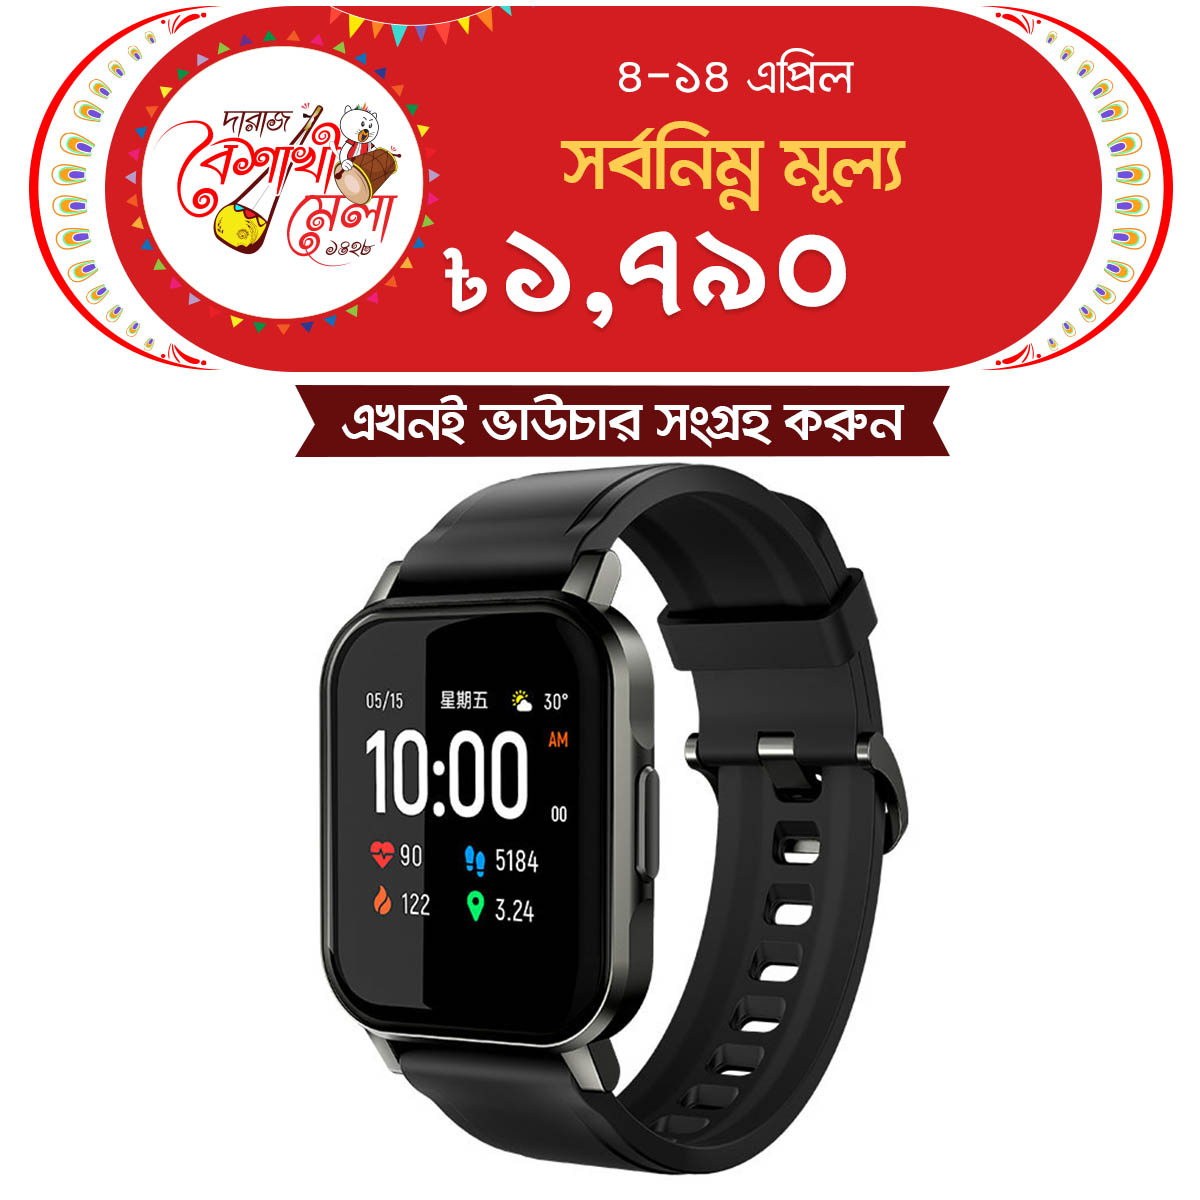 দারাজ
বৈশাখী
মেলা
১৪২৮
৪-১৪ এপ্রিল
সর্বনিম্ন মূল্য
৳১,৭৯০
এখনই ভাউচার সংগ্রহ করুন
05/15 星期五 30°
AM
10:00
00
90 5184
122 3.24